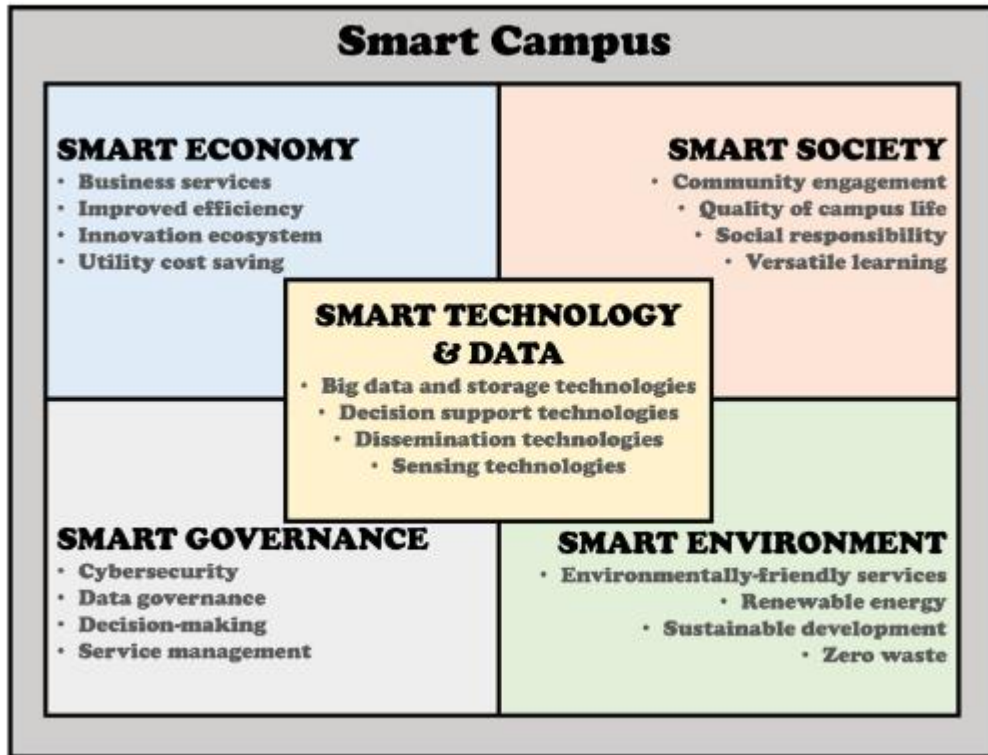 Smart Campus
SMART ECONOMY
• Business services
• Improved efficiency
• Innovation ecosystem
• Utility cost saving
SMART SOCIETY
• Community engagement
• Quality of campus life
• Social responsibility
• Versatile learning
SMART TECHNOLOGY
& DATA
• Big data and storage technologies
• Decision support technologies
• Dissemination technologies
• Sensing technologies
SMART GOVERNANCE
• Cybersecurity
• Data governance
• Decision-making
• Service management
SMART ENVIRONMENT
• Environmentally-friendly services
• Renewable energy
• Sustainable development
• Zero waste